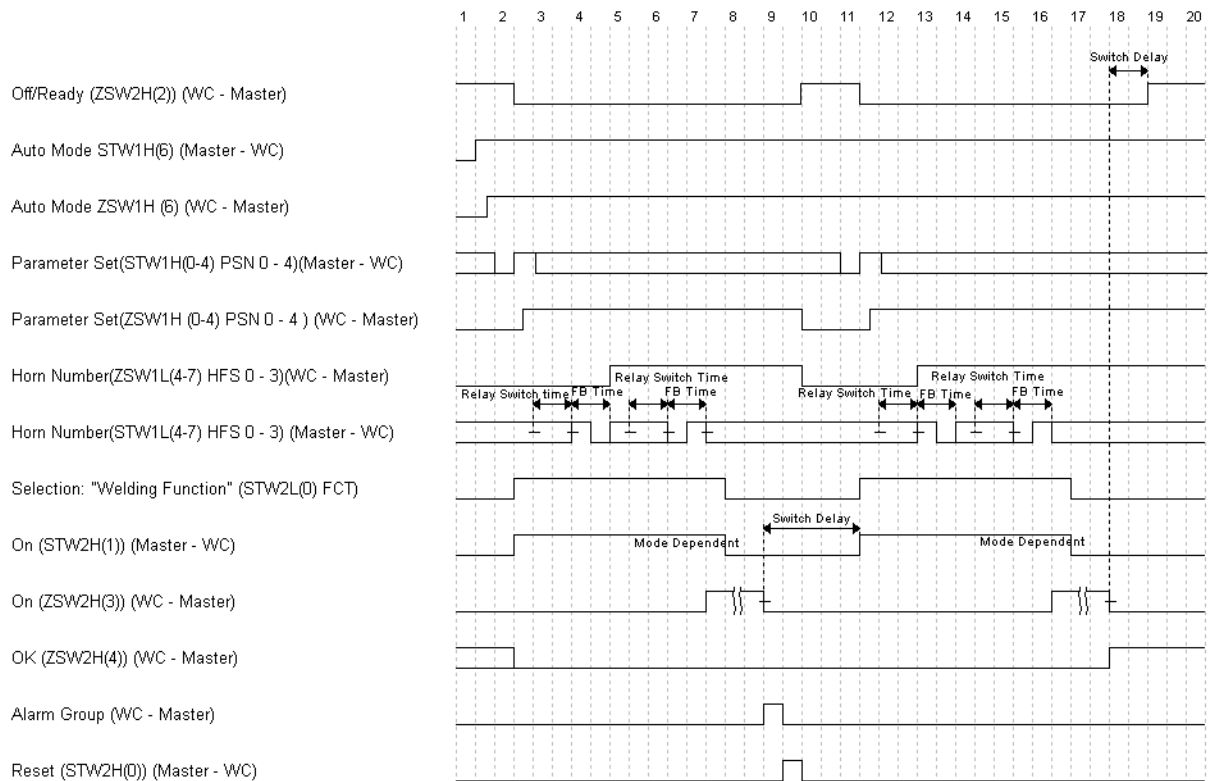 1 2 3 4 5 6 7 8 9 10 11 12 13 14 15 16 17 18 19 20
Switch Delay
Off/Ready (ZSW2H(2)) (WC - Master)
Auto Mode STW1H(6) (Master - WC)
Auto Mode ZSW1H (6) (WC - Master)
Parameter Set(STW1H(0-4) PSN 0 - 4)(Master - WC)
Parameter Set(ZSW1H (0-4) PSN 0 - 4 ) (WC - Master)
Horn Number(ZSW1L(4-7) HFS 0 - 3)(WC - Master)
Relay Switch Time Relay Switch Time
Relay Switch time FB Time FB Time Relay Switch Time FB Time FB Time
Horn Number(STW1L(4-7) HFS 0 - 3) (Master - WC)
Selection: "Welding Function" (STW2L(0) FCT)
Switch Delay
On (STW2H(1)) (Master - WC) Mode Dependent Mode Dependent
On (ZSW2H(3)) (WC - Master)
OK (ZSW2H(4)) (WC - Master)
Alarm Group (WC - Master)
Reset (STW2H(0)) (Master - WC)